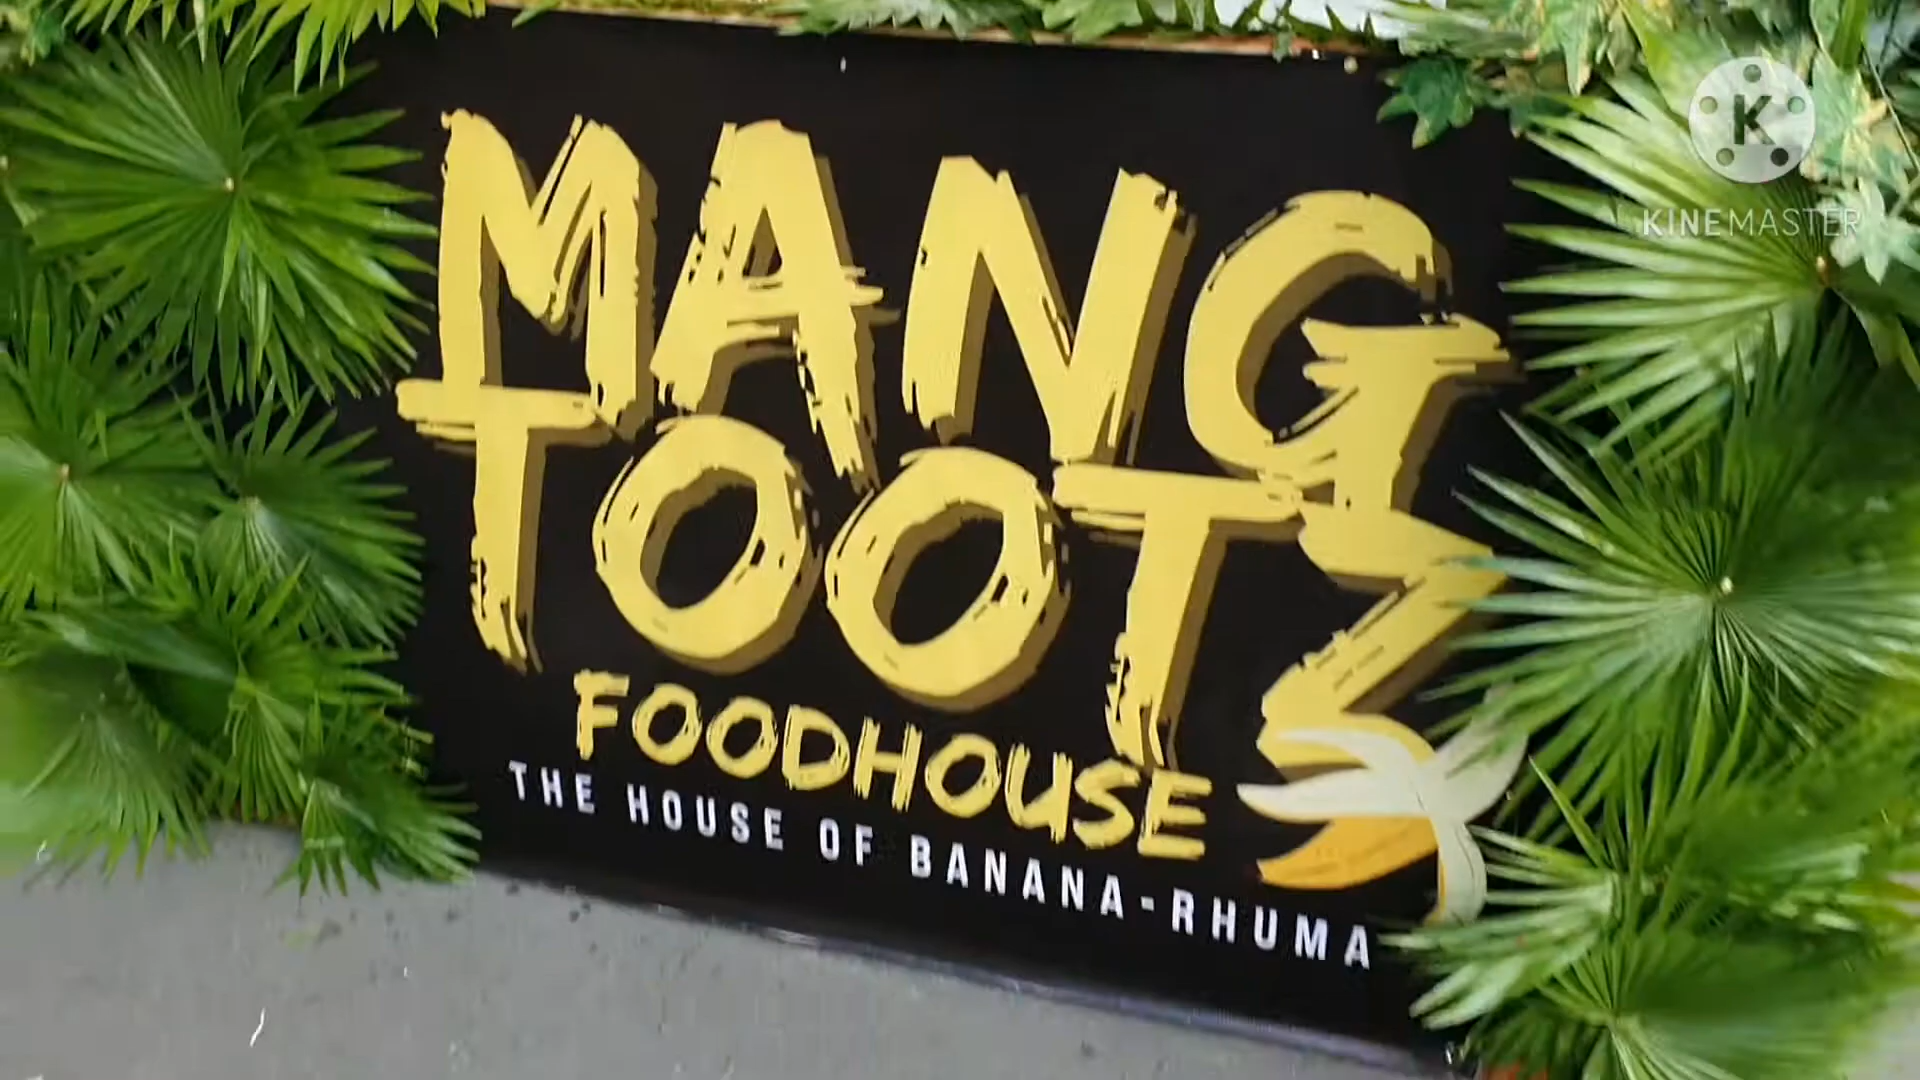 K
KINEMASTER
MANG
TOOTZ
FOODHOUSE
THE HOUSE OF BANANA-RHUMA